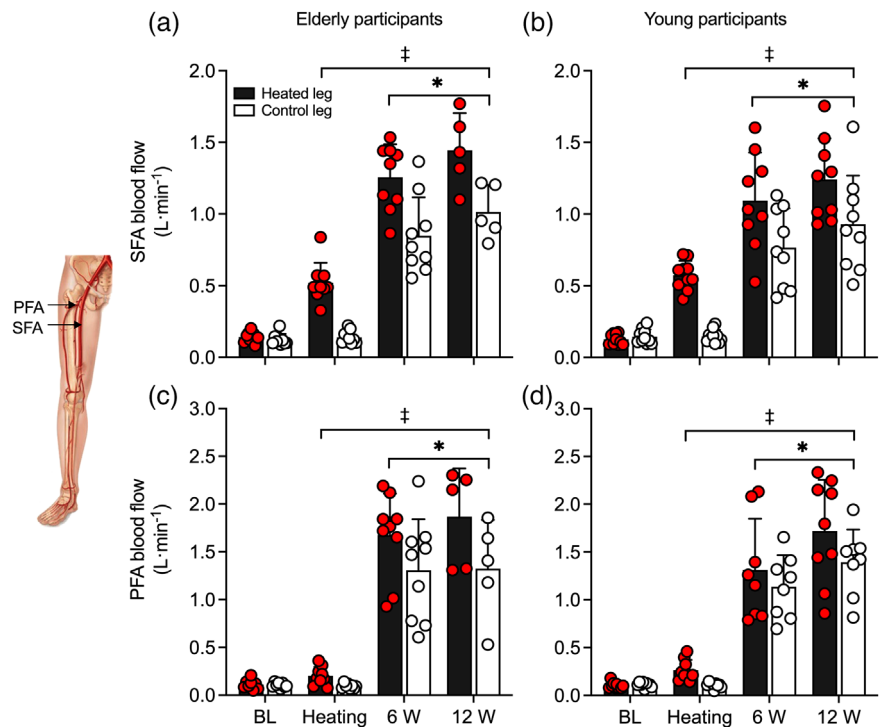 (a)
Elderly participants
(b)
Young participants
‡
‡
*
*
2.0
1.5
1.0
0.5
0.0
SFA blood flow
(L·min⁻¹)
Heated leg
Control leg
2.0
1.5
1.0
0.5
0.0
PFA
SFA
(c)
(d)
‡
‡
*
*
3.0
2.5
2.0
1.5
1.0
0.5
0.0
PFA blood flow
(L·min⁻¹)
3.0
2.5
2.0
1.5
1.0
0.5
0.0
BL Heating 6 W 12 W
BL Heating 6 W 12 W